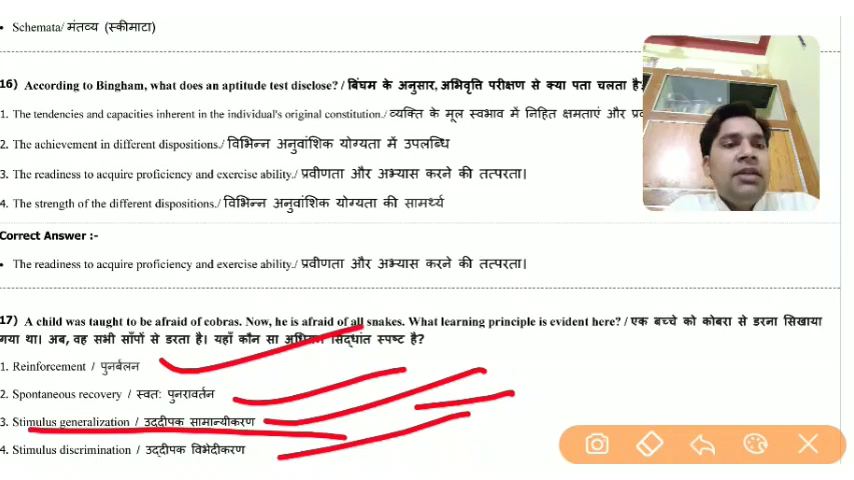 • Schemata/ मंतव्य (स्कीमाटा)
16) According to Bingham, what does an aptitude test disclose? / बिंघम के अनुसार, अभिवृत्ति परीक्षण से क्या पता चलता है?
1. The tendencies and capacities inherent in the individual's original constitution./ व्यक्ति के मूल स्वभाव में निहित क्षमताएं और
2. The achievement in different dispositions./ विभिन्न अनुवांशिक योग्यता में उपलब्धि
3. The readiness to acquire proficiency and exercise ability./ प्रवीणता और अभ्यास करने की तत्परता।
4. The strength of the different dispositions./ विभिन्न अनुवांशिक योग्यता की सामर्थ्य
Correct Answer :-
• The readiness to acquire proficiency and exercise ability./ प्रवीणता और अभ्यास करने की तत्परता।
17) A child was taught to be afraid of cobras. Now, he is afraid of all snakes. What learning principle is evident here? / एक बच्चे को कोबरा से डरना सिखाया
गया था। अब, वह सभी साँपों से डरता है। यहाँ कौन सा सिद्धांत स्पष्ट है?
1. Reinforcement / पुनर्बलन
2. Spontaneous recovery / स्वतः पुनरावर्तन
3. Stimulus generalization / उद्दीपक सामान्यीकरण
4. Stimulus discrimination / उद्दीपक विभेदीकरण